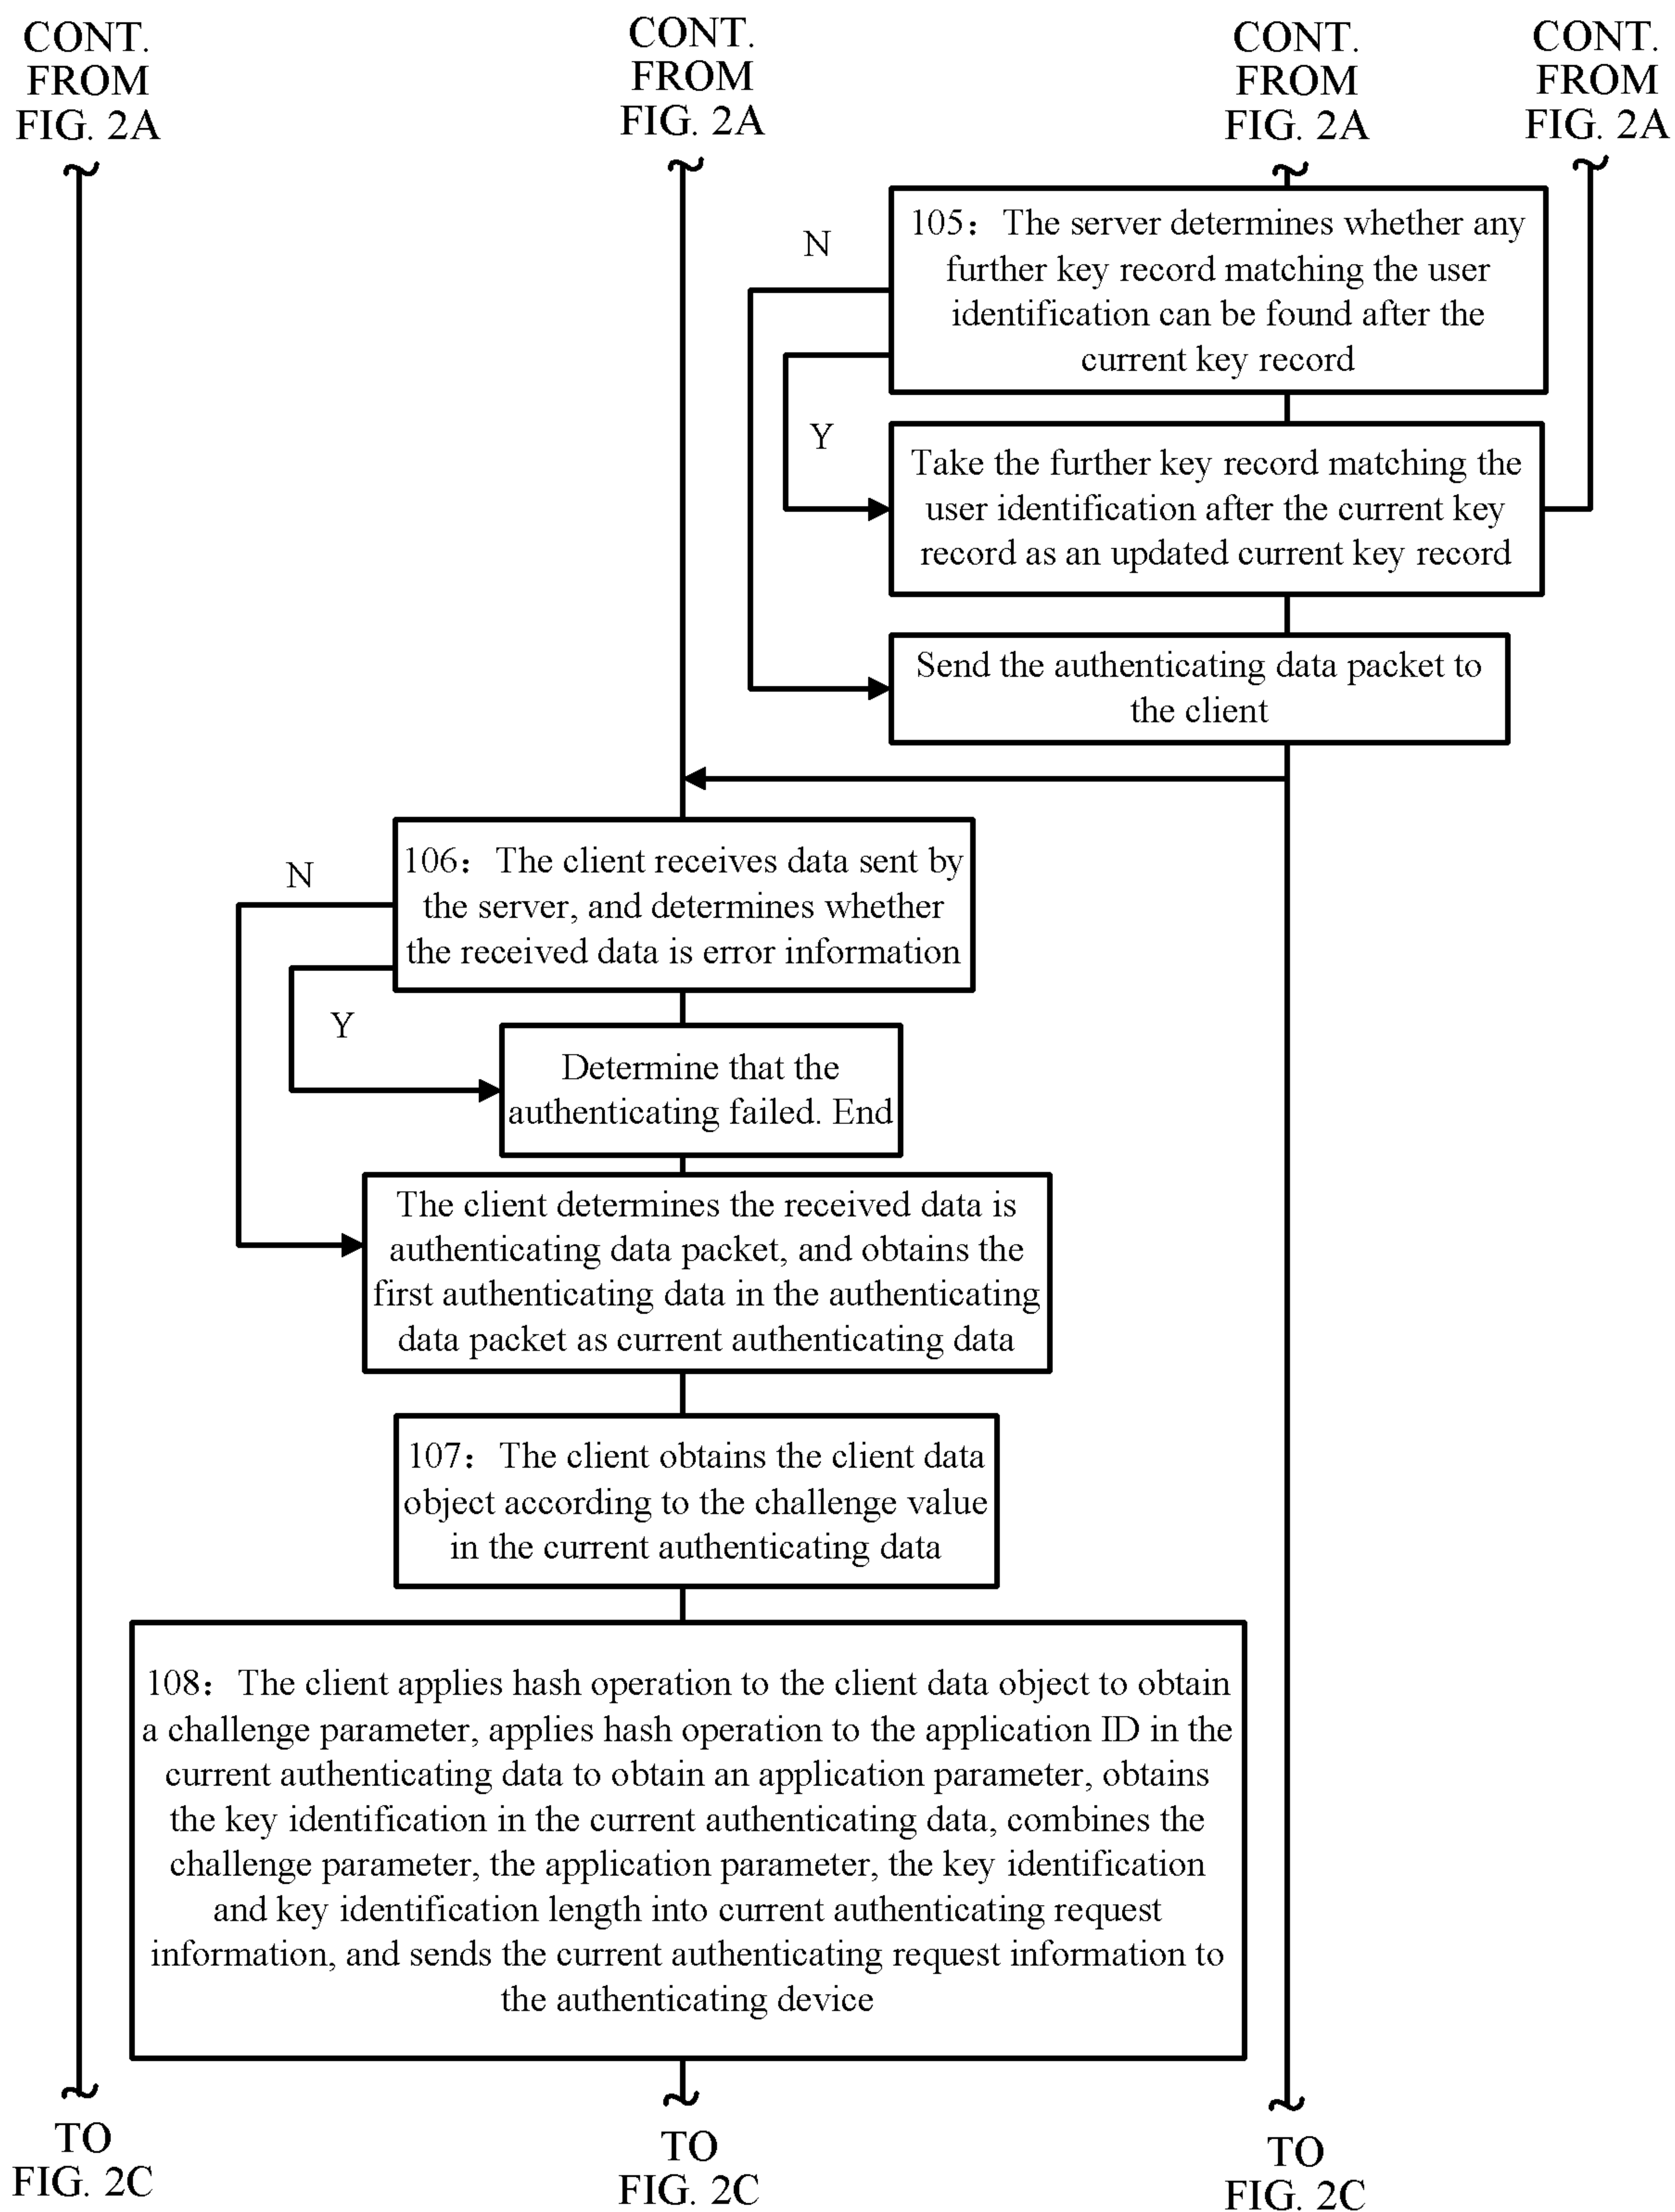 CONT.
FROM
FIG. 2A
CONT.
FROM
FIG. 2A
CONT.
FROM
FIG. 2A
CONT.
FROM
FIG. 2A
105：The server determines whether any
further key record matching the user
identification can be found after the
current key record
N
Y
Take the further key record matching the
user identification after the current key
record as an updated current key record
Send the authenticating data packet to
the client
106：The client receives data sent by
the server, and determines whether
the received data is error information
N
Y
Determine that the
authenticating failed. End
The client determines the received data is
authenticating data packet, and obtains the
first authenticating data in the authenticating
data packet as current authenticating data
107：The client obtains the client data
object according to the challenge value
in the current authenticating data
108：The client applies hash operation to the client data object to obtain
a challenge parameter, applies hash operation to the application ID in the
current authenticating data to obtain an application parameter, obtains
the key identification in the current authenticating data, combines the
challenge parameter, the application parameter, the key identification
and key identification length into current authenticating request
information, and sends the current authenticating request information to
the authenticating device
TO
FIG. 2C
TO
FIG. 2C
TO
FIG. 2C